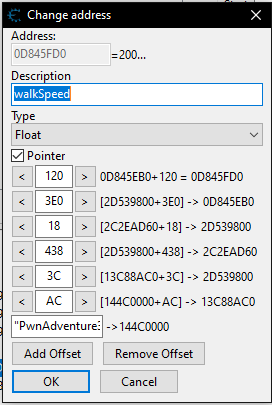 Change address
Address:
0D845FD0 =200...
Description
walkSpeed
Type
Float
Pointer
< 120 > 0D845EB0+120 = 0D845FD0
< 3E0 > [2D539800+3E0] -> 0D845EB0
< 18 > [2C2EAD60+18] -> 2D539800
< 438 > [2D539800+438] -> 2C2EAD60
< 3C > [13C88AC0+3C] -> 2D539800
< AC > [144C0000+AC] -> 13C88AC0
"PwnAdventure: ->144C0000
Add Offset Remove Offset
OK Cancel